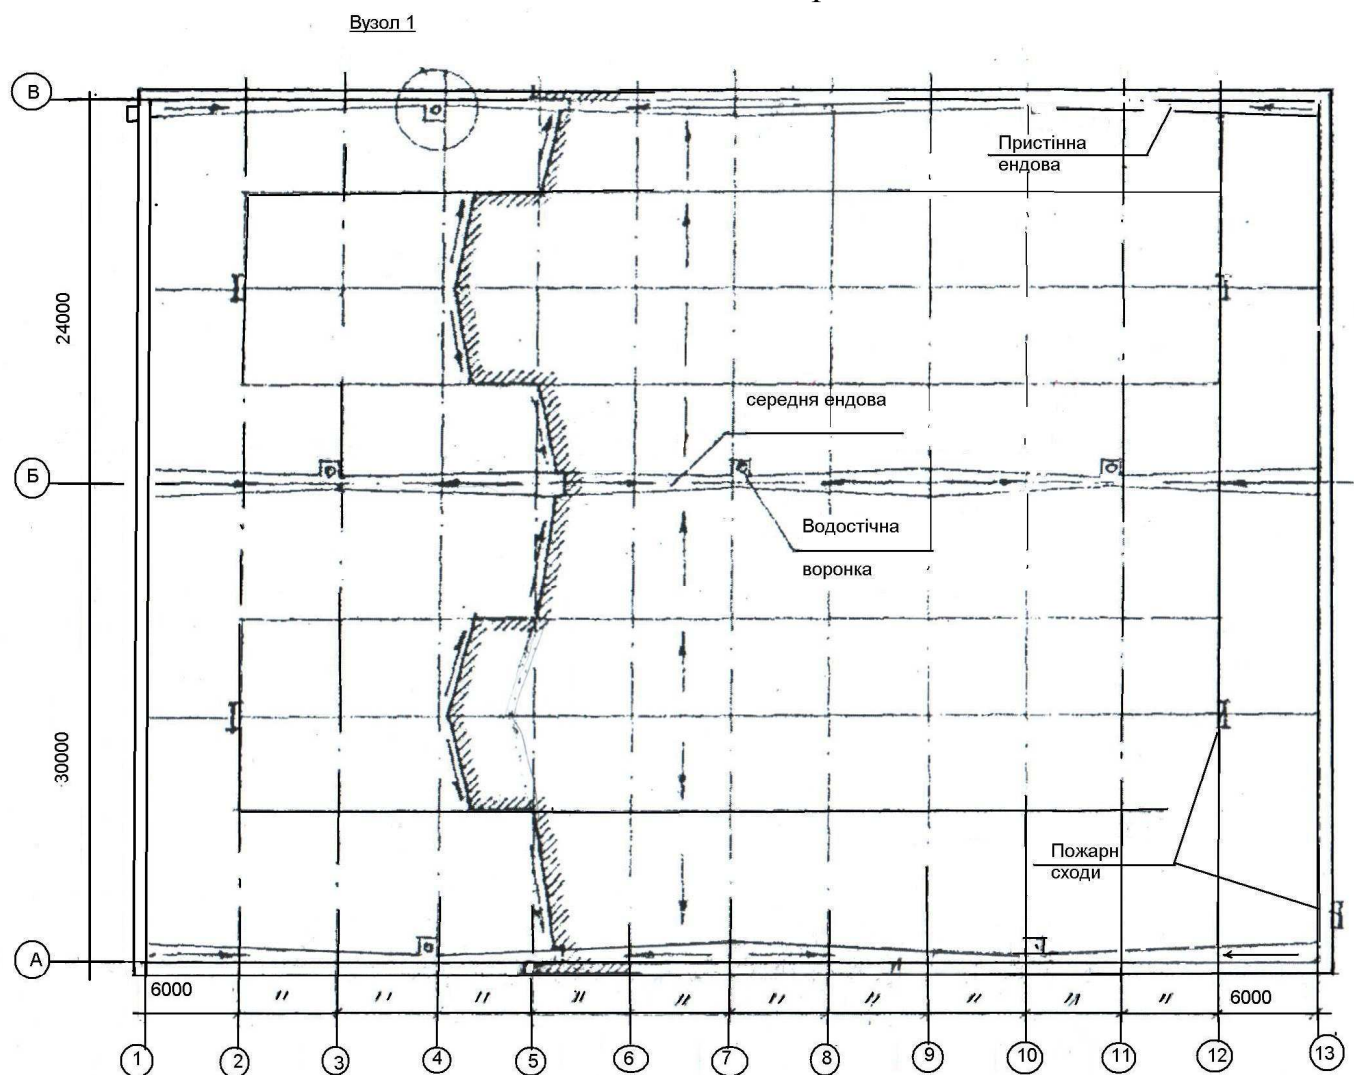 Вузол 1
В
Пристінна
ендова
24000
середня ендова
Б
Водостічна
воронка
30000
Пожарн
сходи
А
6000 " " " " " " " " " " 6000
1 2 3 4 5 6 7 8 9 10 11 12 13